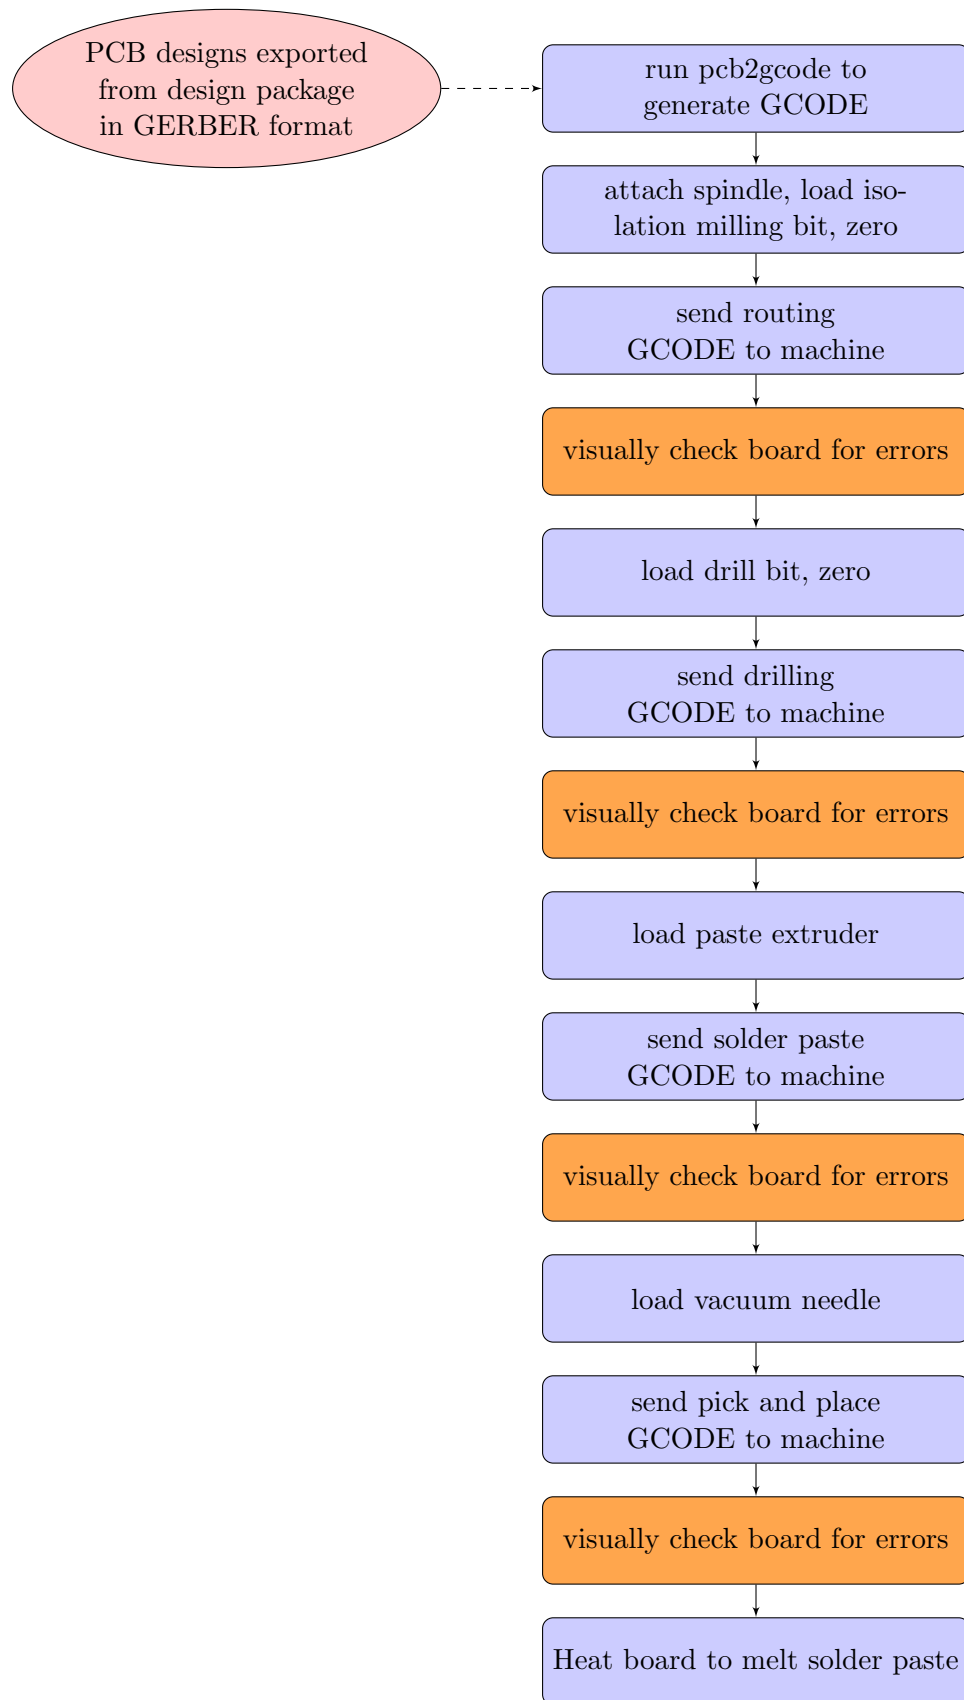 PCB designs exported
from design package
in GERBER format
run pcb2gcode to
generate GCODE
attach spindle, load iso-
lation milling bit, zero
send routing
GCODE to machine
visually check board for errors
load drill bit, zero
send drilling
GCODE to machine
visually check board for errors
load paste extruder
send solder paste
GCODE to machine
visually check board for errors
load vacuum needle
send pick and place
GCODE to machine
visually check board for errors
Heat board to melt solder paste